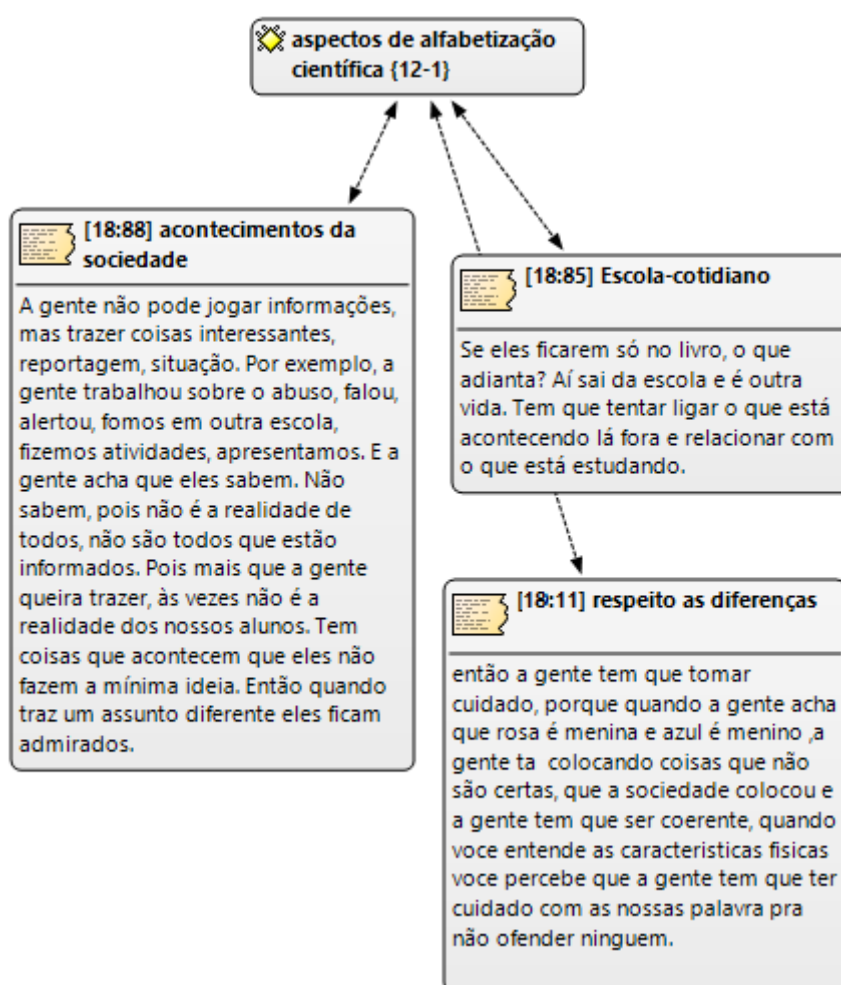 aspectos de alfabetização
científica {12-1}
[18:88] acontecimentos da
sociedade
A gente não pode jogar informações,
mas trazer coisas interessantes,
reportagem, situação. Por exemplo, a
gente trabalhou sobre o abuso, falou,
alertou, fomos em outra escola,
fizemos atividades, apresentamos. E a
gente acha que eles sabem. Não
sabem, pois não é a realidade de
todos, não são todos que estão
informados. Pois mais que a gente
queira trazer, às vezes não é a
realidade dos nossos alunos. Tem
coisas que acontecem que eles não
fazem a mínima ideia. Então quando
traz um assunto diferente eles ficam
admirados.
[18:85] Escola-cotidiano
Se eles ficarem só no livro, o que
adianta? Aí sai da escola e é outra
vida. Tem que tentar ligar o que está
acontecendo lá fora e relacionar com
o que está estudando.
[18:11] respeito as diferenças
então a gente tem que tomar
cuidado, porque quando a gente acha
que rosa é menina e azul é menino ,a
gente ta  colocando coisas que não
são certas, que a sociedade colocou e
a gente tem que ser coerente, quando
voce entende as caracteristicas fisicas
voce percebe que a gente tem que ter
cuidado com as nossas palavra pra
não ofender ninguem.